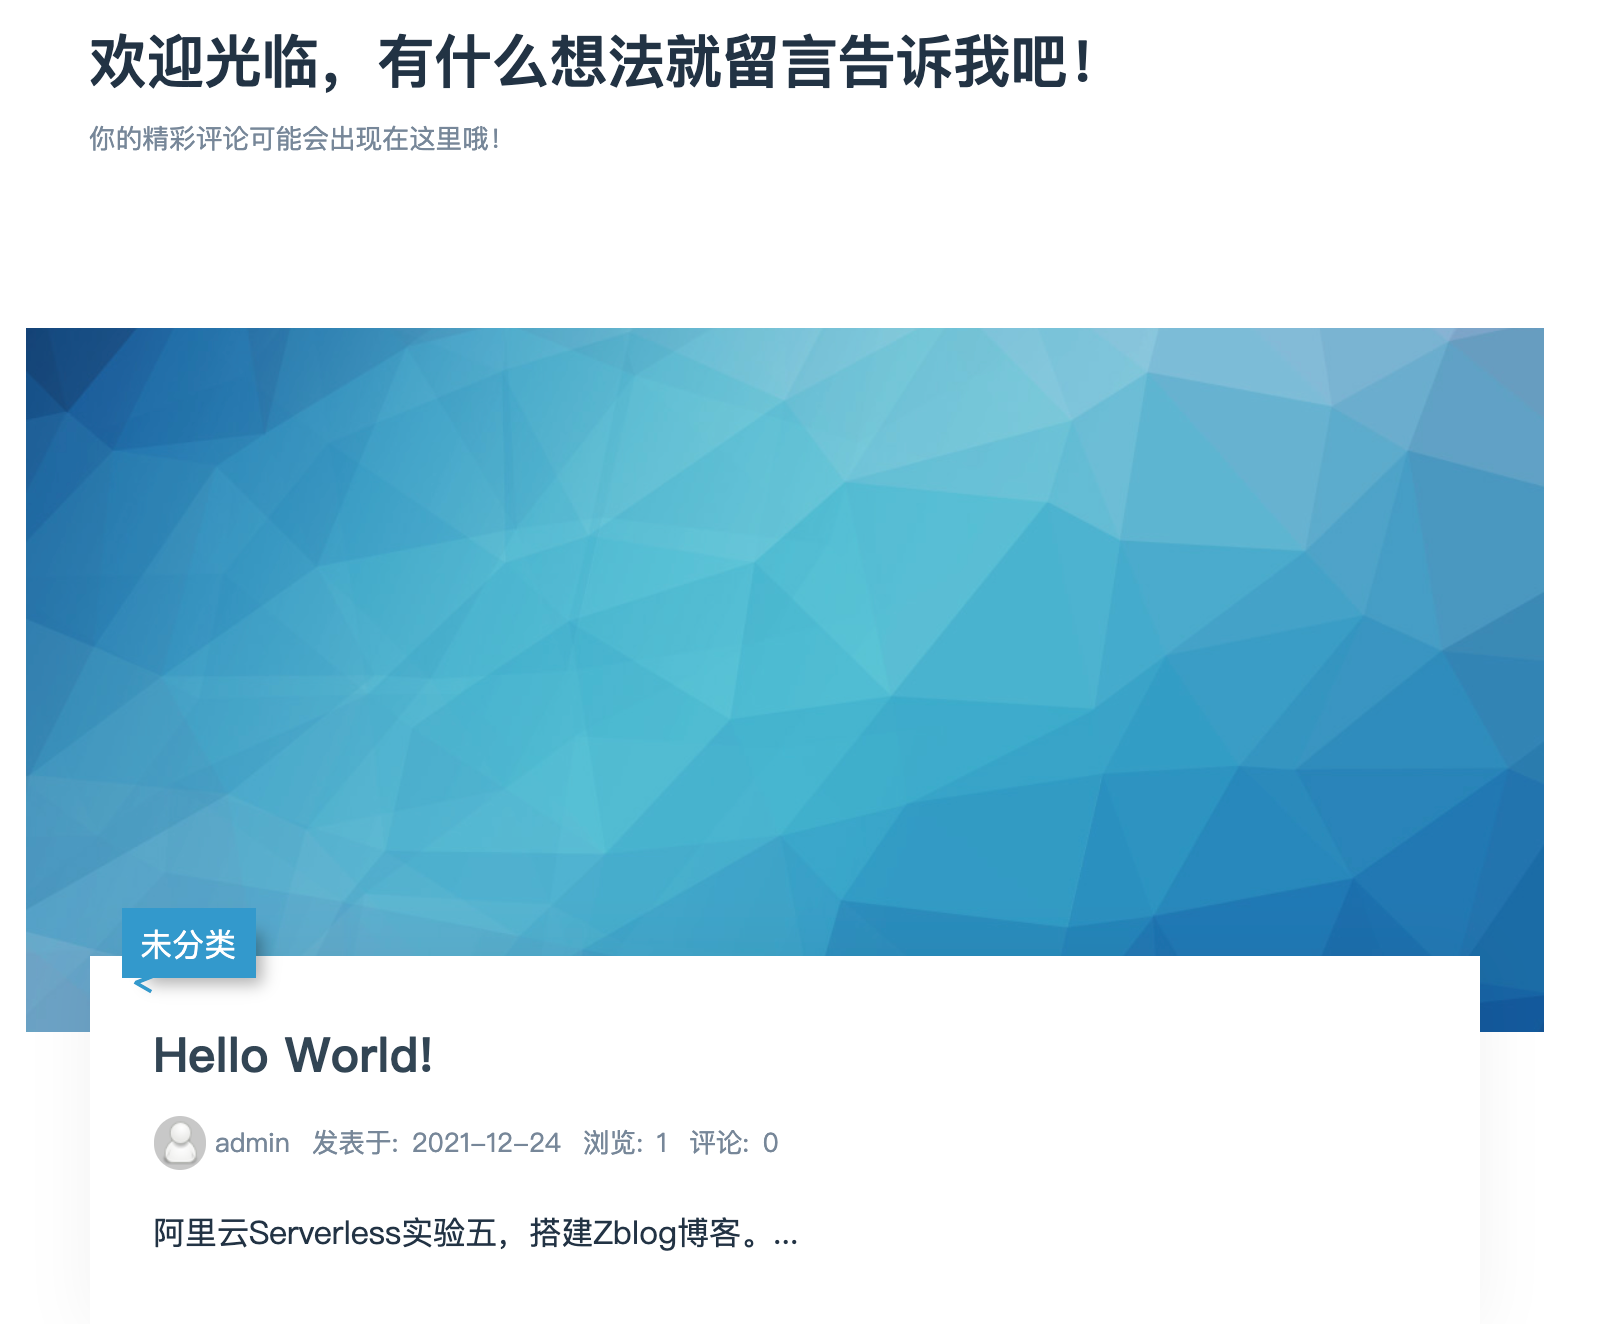 欢迎光临，有什么想法就留言告诉我吧！
你的精彩评论可能会出现在这里哦！
未分类
Hello World!
admin 发表于: 2021-12-24 浏览: 1 评论: 0
阿里云Serverless实验五，搭建Zblog博客。...